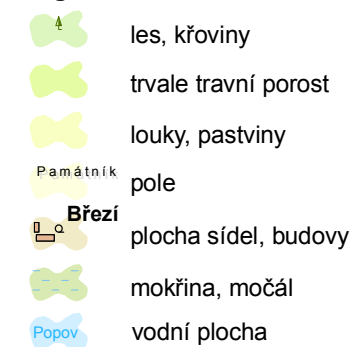 les, křoviny
trvale travní porost
louky, pastviny
Památník
pole
Březí
plocha sídel, budovy
mokřina, močál
Popov
vodní plocha